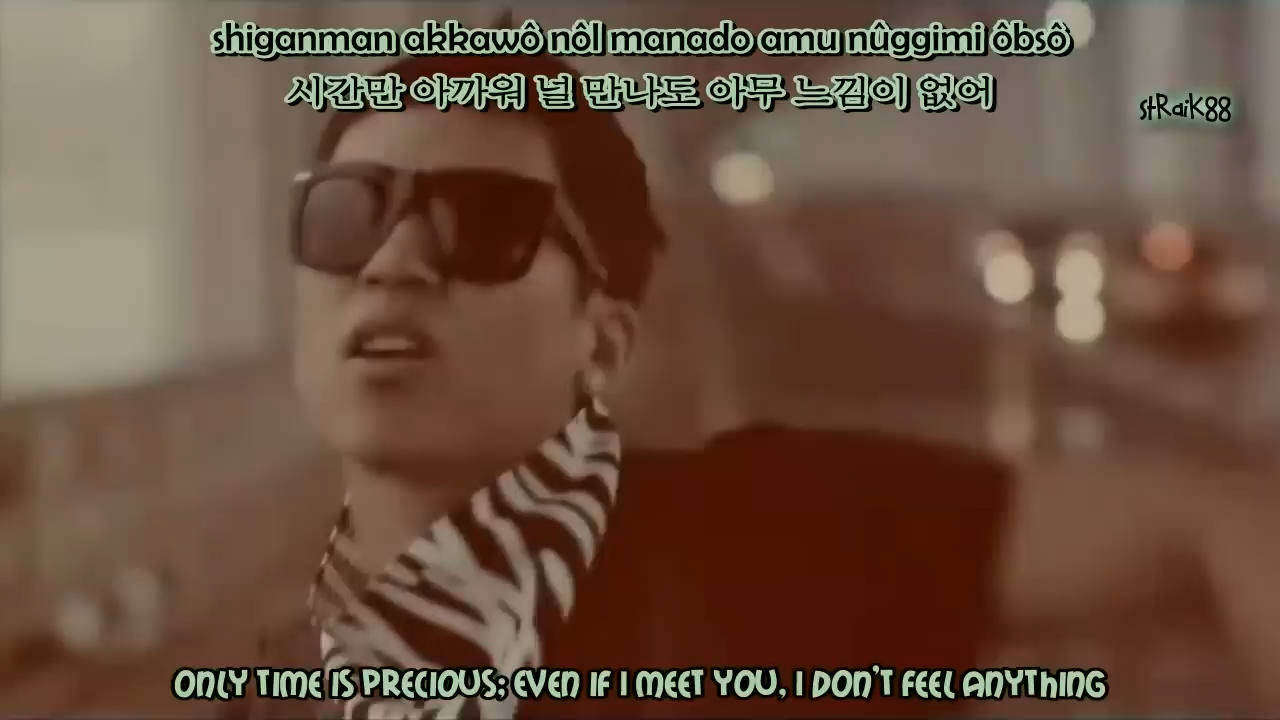 shiganman akkawô nôl manado amu nûggimi ôbsô
시간만 아까워 널 만나도 아무 느낌이 없어
stRaiK88
ONLY TIME IS PRECIOUS; EVEN IF I MEET YOU, I DON'T FEEL ANYTHING